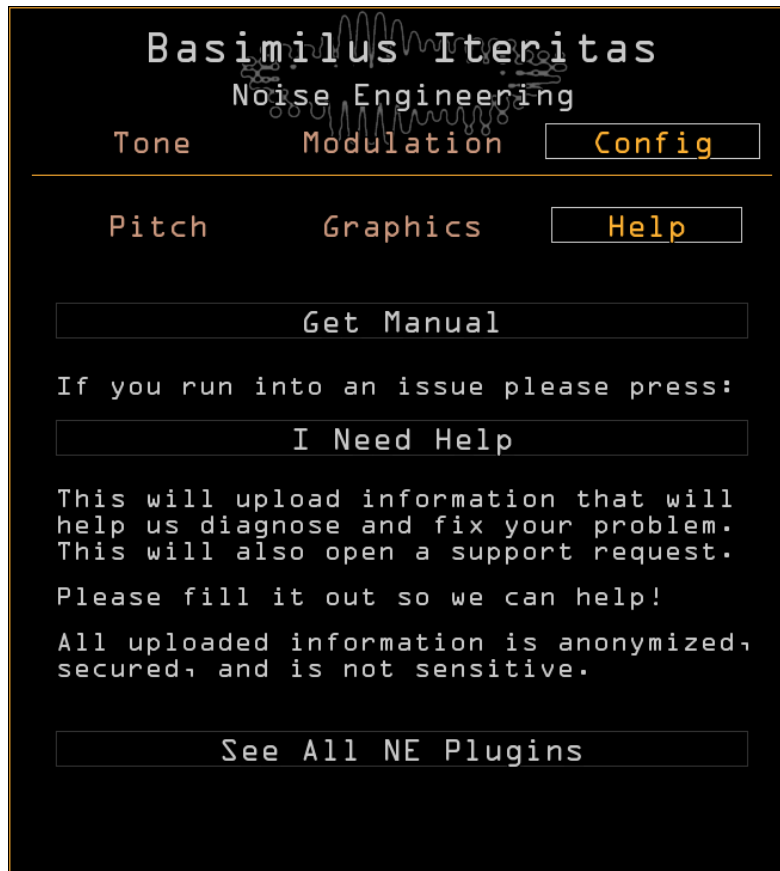 Basimilus Iteritas
Noise Engineering
Tone Modulation Config
Pitch Graphics Help
Get Manual
If you run into an issue please press:
I Need Help
This will upload information that will
help us diagnose and fix your problem.
This will also open a support request.
Please fill it out so we can help!
All uploaded information is anonymized,
secured, and is not sensitive.
See All NE Plugins